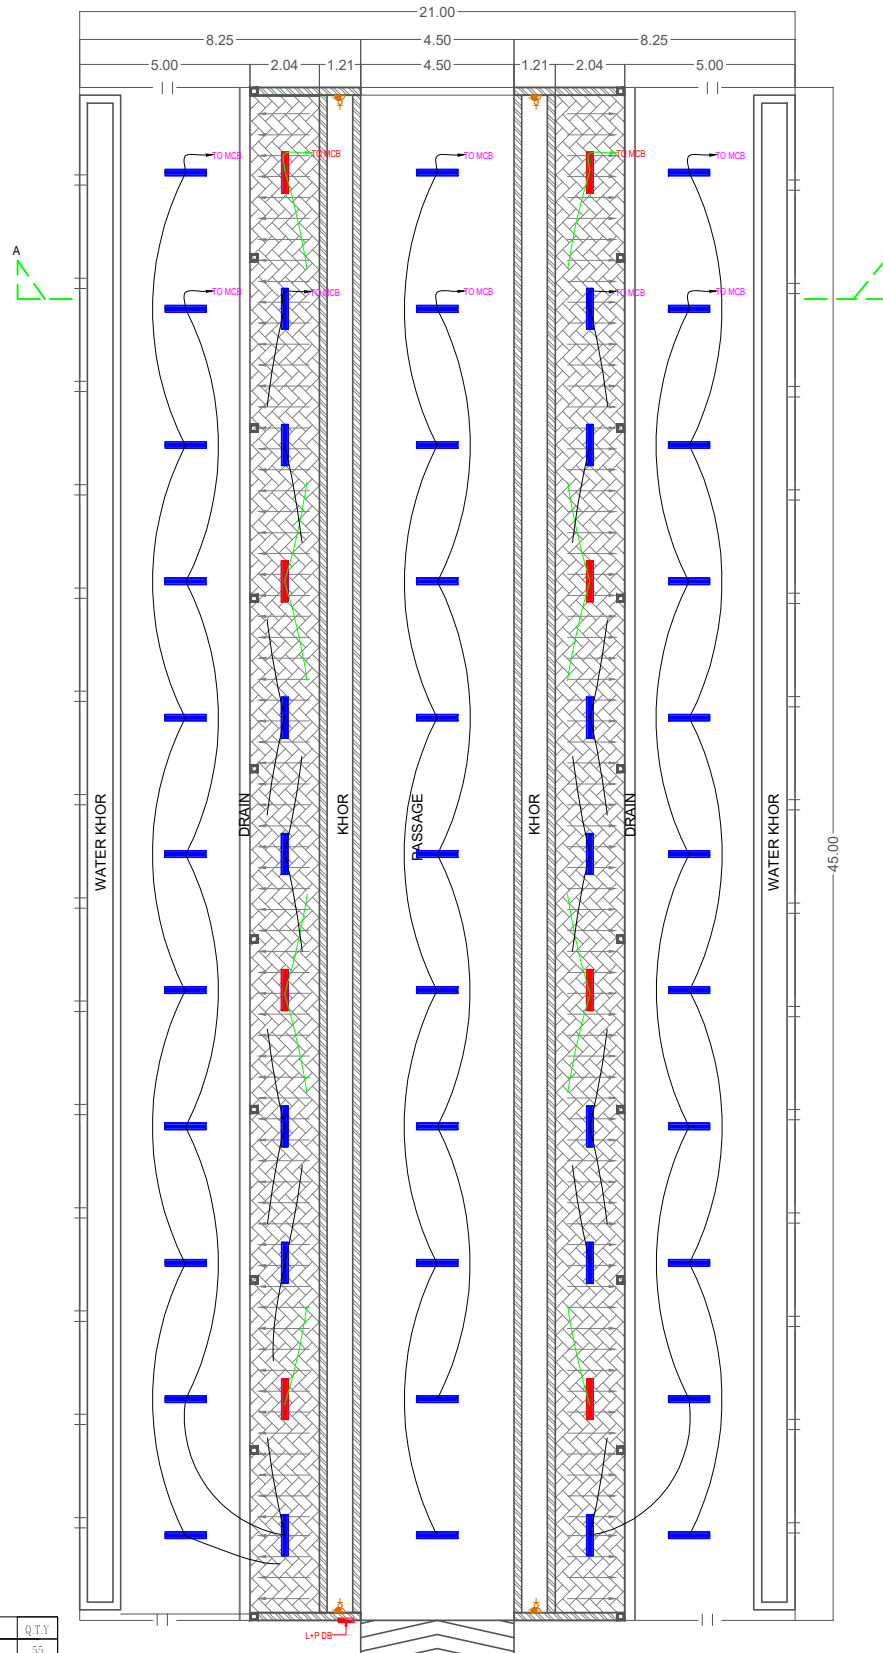 21.00
8.25 4.50 8.25
5.00 2.04 1.21 4.50 1.21 2.04 5.00
TO MCB TO MCB TO MCB TO MCB TO MCB
A
TO MCB TO MCB TO MCB TO MCB TO MCB
WATER KHOR
DRAIN
KHOR
PASSAGE
KHOR
DRAIN
WATER KHOR
45.00
L+P DB
Q.T.Y
55